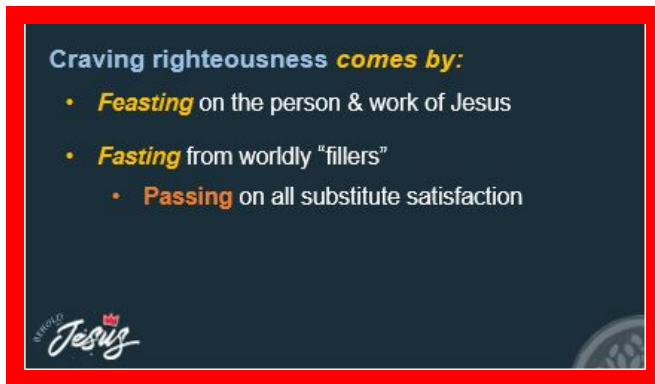 Craving righteousness comes by:
• Feasting on the person & work of Jesus
• Fasting from worldly “fillers”
• Passing on all substitute satisfaction
BEHOLD
Jesus